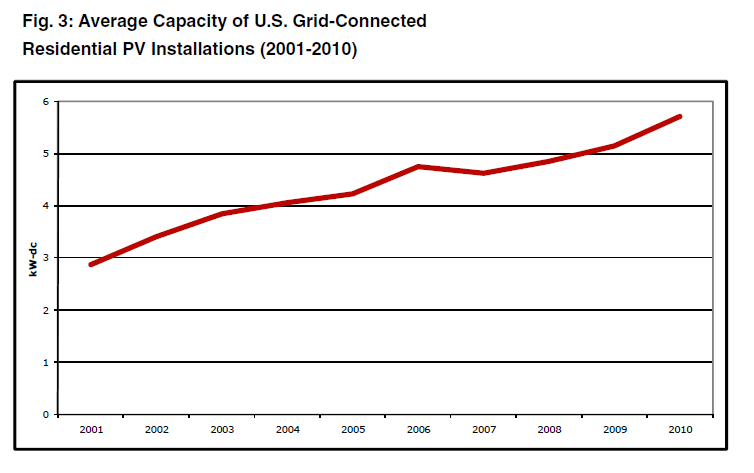 Fig. 3: Average Capacity of U.S. Grid-Connected
Residential PV Installations (2001-2010)
6
5
4
3
2
1
0
kW-dc
2001 2002 2003 2004 2005 2006 2007 2008 2009 2010